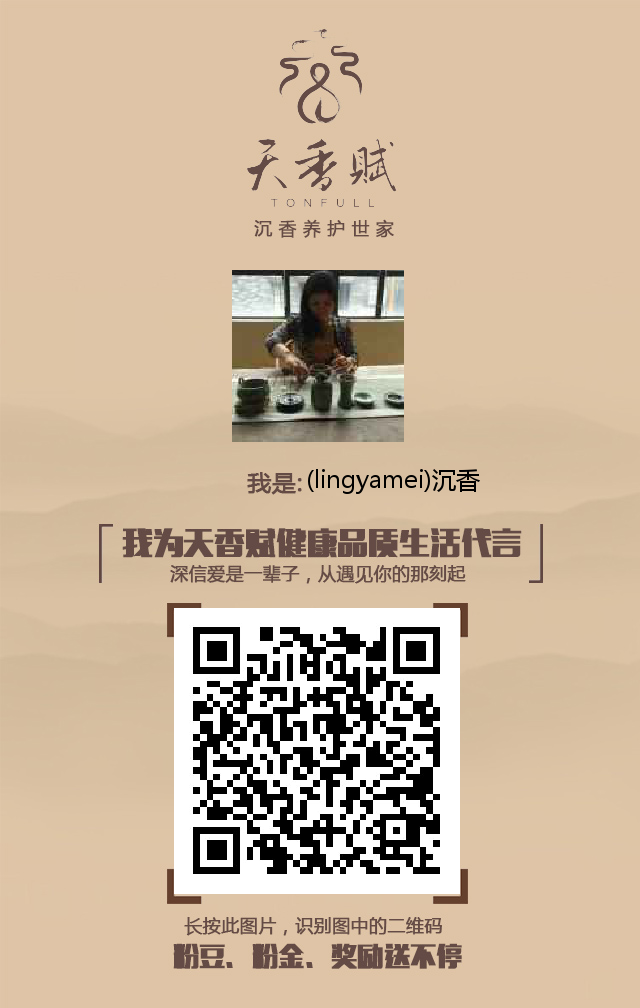 天香赋
TONFULL
沉香养护世家
我是:(lingyamei)沉香
我为天香赋健康品质生活代言
深信爱是一辈子，从遇见你的那刻起
长按此图片，识别图中的二维码
粉豆、粉金、奖励送不停